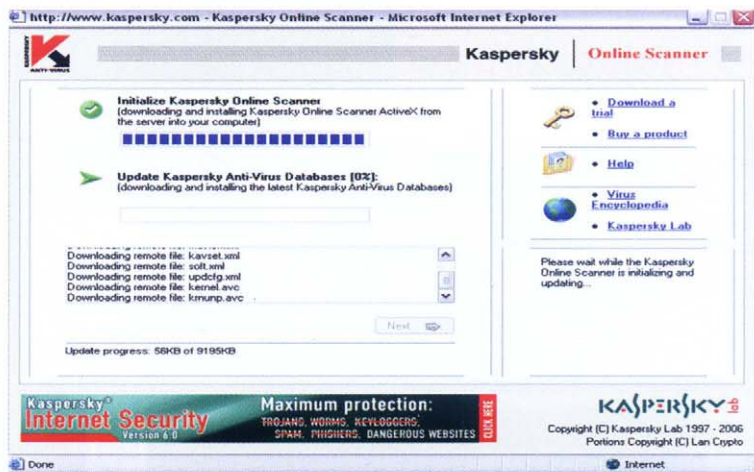 http://www.kaspersky.com - Kaspersky Online Scanner - Microsoft Internet Explorer
KASPERSKY
ANTI-VIRUS
Kaspersky
Online Scanner
Initialize Kaspersky Online Scanner
(downloading and installing Kaspersky Online Scanner ActiveX from
the server into your computer)
Update Kaspersky Anti-Virus Databases [0%]:
(downloading and installing the latest Kaspersky Anti-Virus Databases)
Downloading remote file: kavset.xml
Downloading remote file: soft.xml
Downloading remote file: updcfg.xml
Downloading remote file: kernel.avc
Downloading remote file: krnunp.avc
Next
Update progress: 56KB of 9195KB
• Download a
trial
• Buy a product
• Help
• Virus
Encyclopedia
• Kaspersky Lab
Please wait while the Kaspersky
Online Scanner is initializing and
updating...
Kaspersky®
Internet Security
Version 6.0
Maximum protection:
TROJANS, WORMS, KEYLOGGERS,
SPAM, PHISHERS, DANGEROUS WEBSITES
CLICK HERE
KASPERSKY lab
Copyright (C) Kaspersky Lab 1997 - 2006
Portions Copyright (C) Lan Crypto
Done
Internet